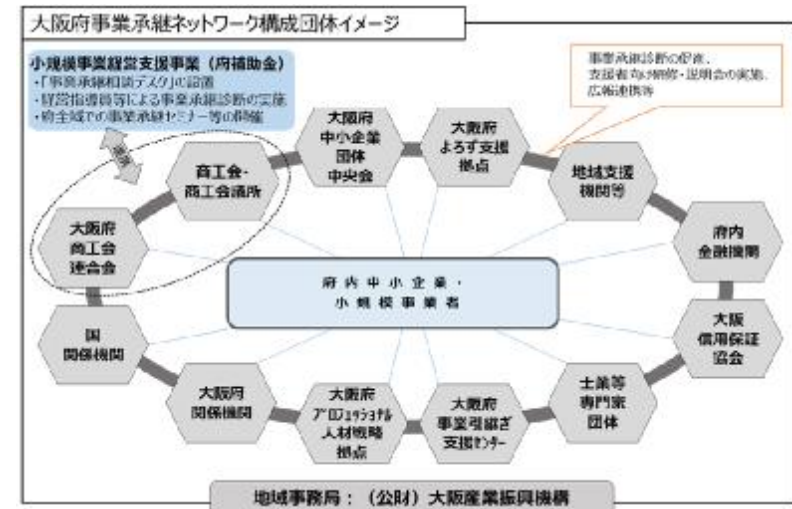 大阪府事業承継ネットワーク構成団体イメージ
小規模事業経営支援事業（府補助金）
・「事業承継相談デスク」の設置
・経営指導員等による事業承継診断の実施
・府全域での事業承継セミナー等の開催
事業承継診断の促進、
支援者向け研修・説明会の実施、
広報連携等
連携
大阪府
中小企業
団体
中央会
大阪府
よろず支援
拠点
商工会・
商工会議所
地域支援
機関等
大阪府
商工会
連合会
府内
金融機関
府内中小企業・
小規模事業者
国
関係機関
大阪
信用保証
協会
大阪府
関係機関
大阪府
プロフェッショナル
人材戦略
拠点
大阪府
事業引継ぎ
支援センター
士業等
専門家
団体
地域事務局：（公財）大阪産業振興機構